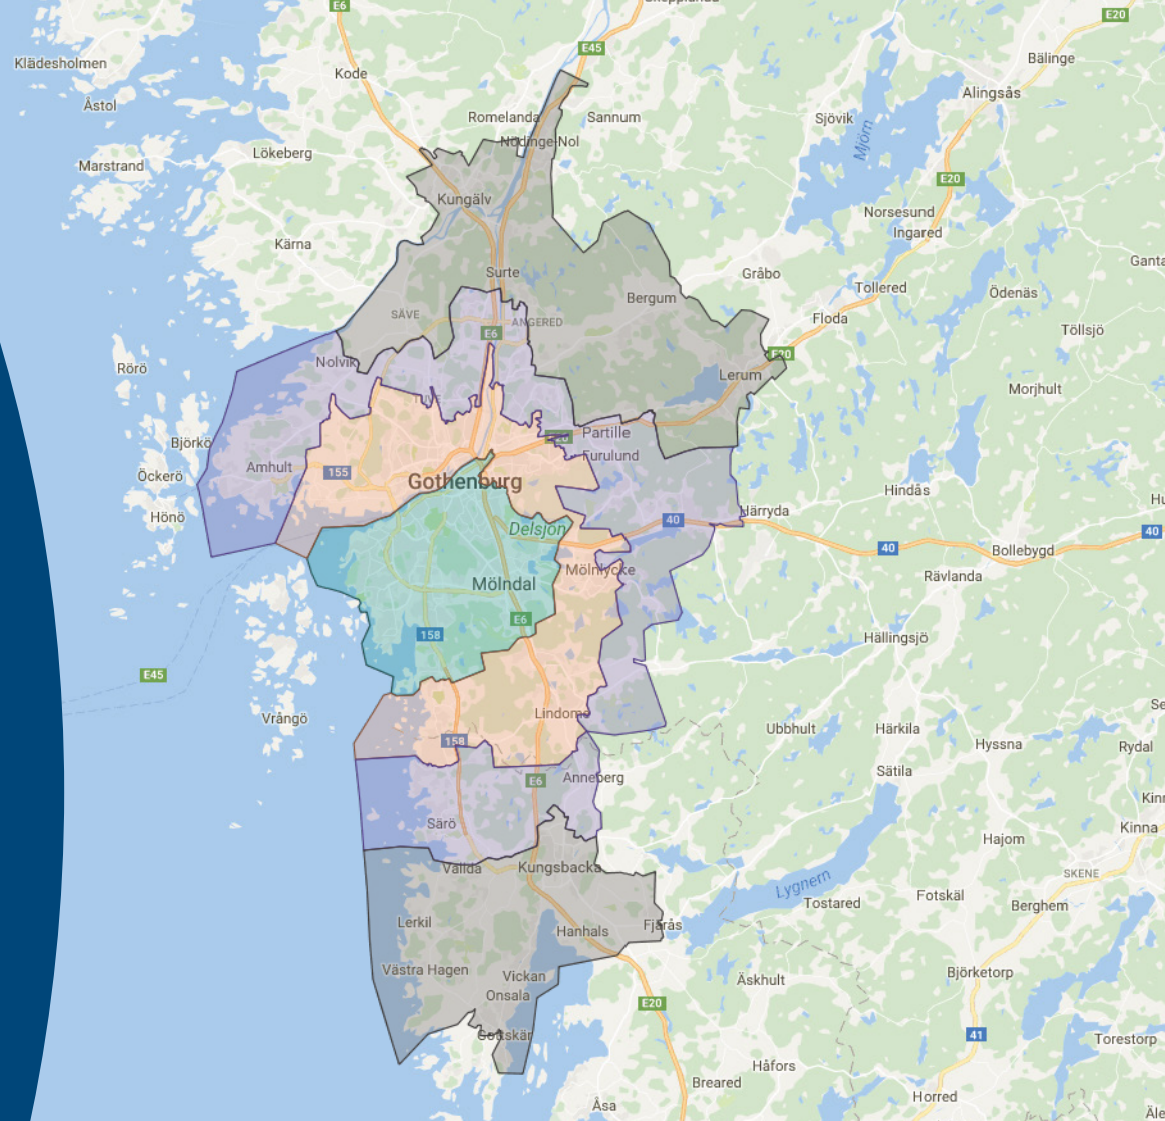 E6
E20
E45
Bälinge
Klädesholmen
Kode
Alingsås
Åstol
Romelanda
Sannum
Sjövik
Mjörn
Nödinge-Nol
Lökeberg
Marstrand
E20
Kungälv
Norsesund
Ingared
Kärna
Surte
Gråbo
Tollered
Ödenäs
Bergum
SÄVE
ANGERED
Floda
Töllsjö
E6
E20
Nolvik
Rörö
Lerum
Morjhult
Björkö
Partille
E20
Furulund
Amhult
155
Öckerö
Gothenburg
Hindås
Hönö
Härryda
40
Delsjön
40
40
Bollebygd
Mölnlycke
Rävlanda
Mölndal
E6
158
Hällingsjö
E45
Vrångö
Lindome
Ubbhult
Härkila
158
Hyssna
Rydal
Sätila
E6
Anneberg
Särö
Hajom
Kinna
Vallda
Kungsbacka
SKENE
Lygnern
Fotskäl
Tostared
Berghem
Lerkil
Hanhals
Fjärås
Västra Hagen
Vickan
Äskhult
Björketorp
Onsala
E20
Gottskär
41
Torestorp
Håfors
Breared
Horred
Åsa